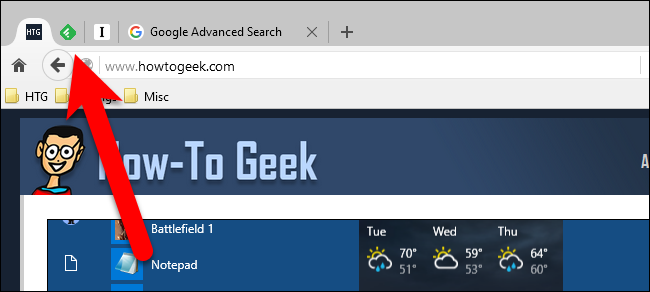 HTG I Google Advanced Search
www.howtogeek.com
HTG Misc
How-To Geek A
Battlefield 1 Tue Wed Thu
70° 59° 64°
Notepad 51° 53° 60°